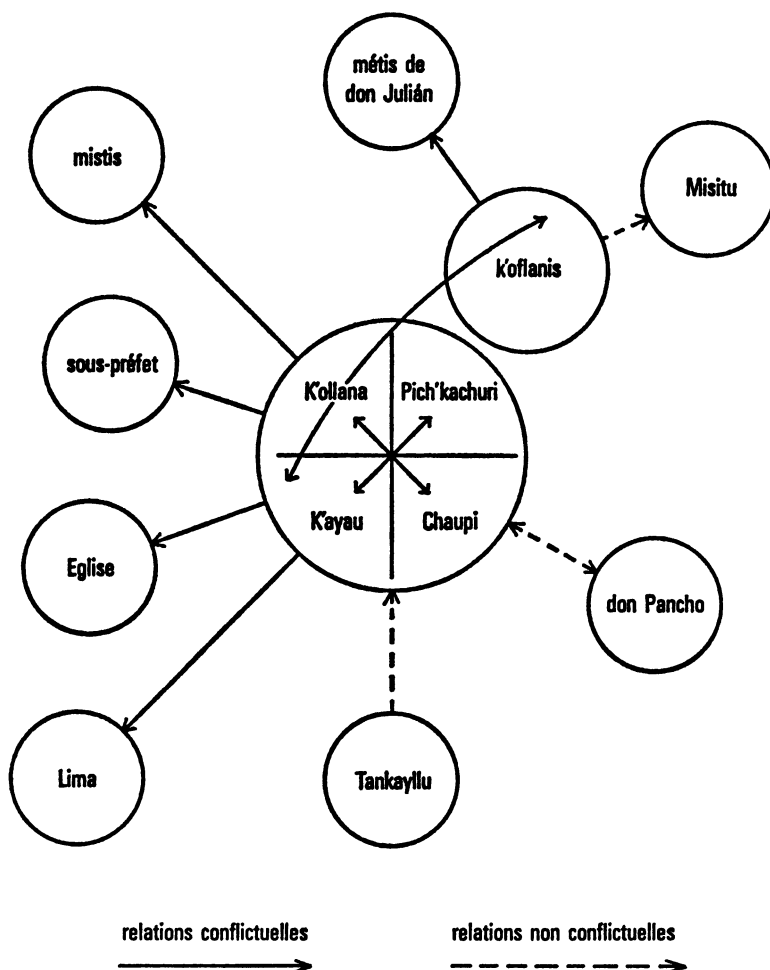 métis de
don Julián
mistis
Misitu
k'oñanis
sous-préfet
K'ollana
Pich'kachuri
K'ayau
Chaupi
Eglise
don Pancho
Lima
Tankayllu
relations conflictuelles
relations non conflictuelles